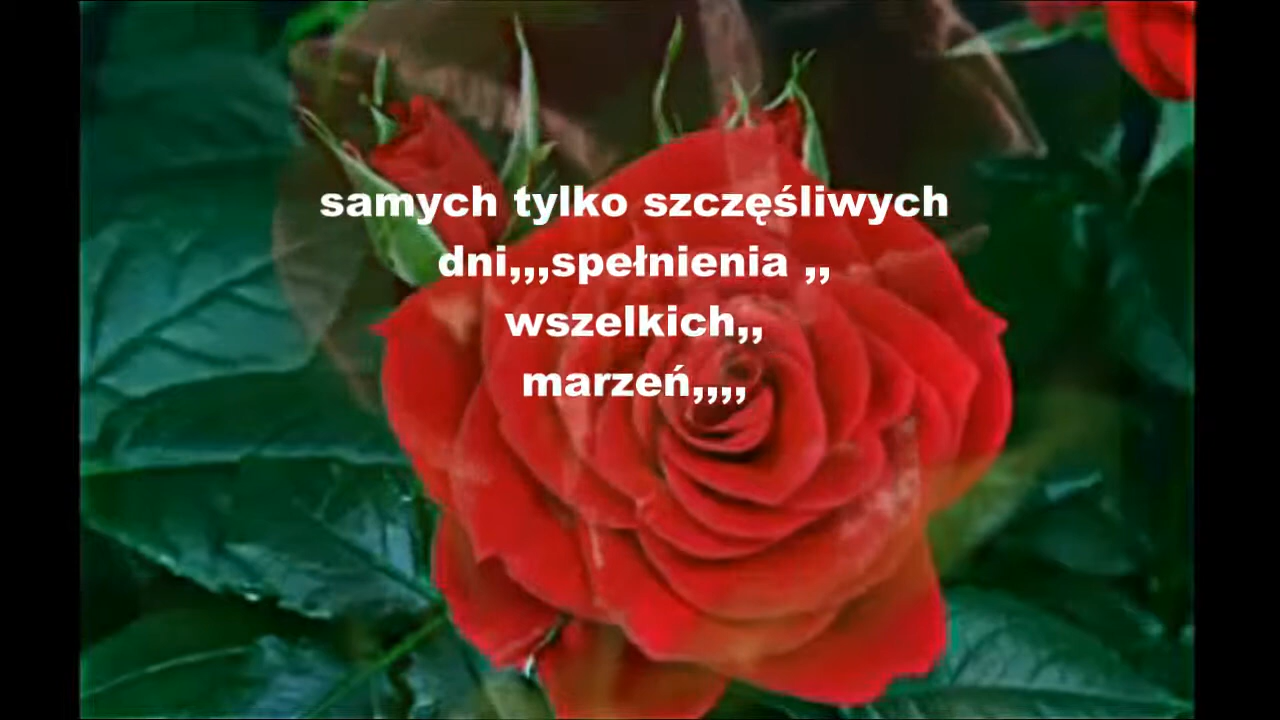 samych tylko szczęśliwych
dni,,,spełnienia ,,
wszelkich,,
marzeń,,,,